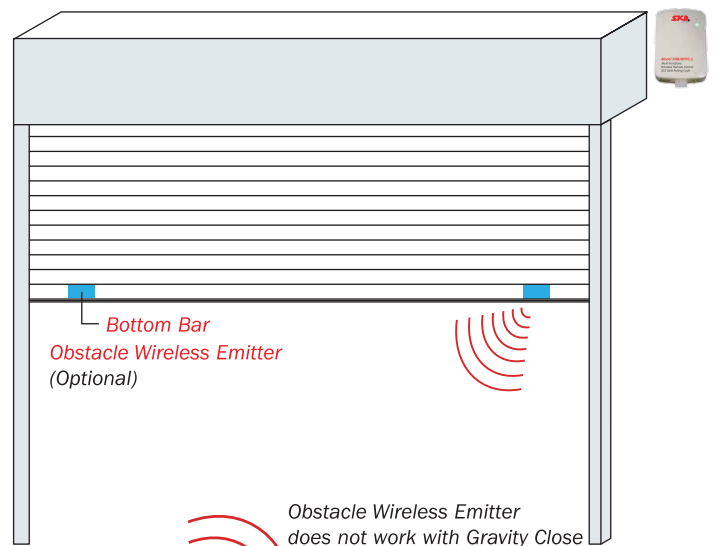 SKB
Bottom Bar
Obstacle Wireless Emitter
(Optional)
Obstacle Wireless Emitter
does not work with Gravity Close